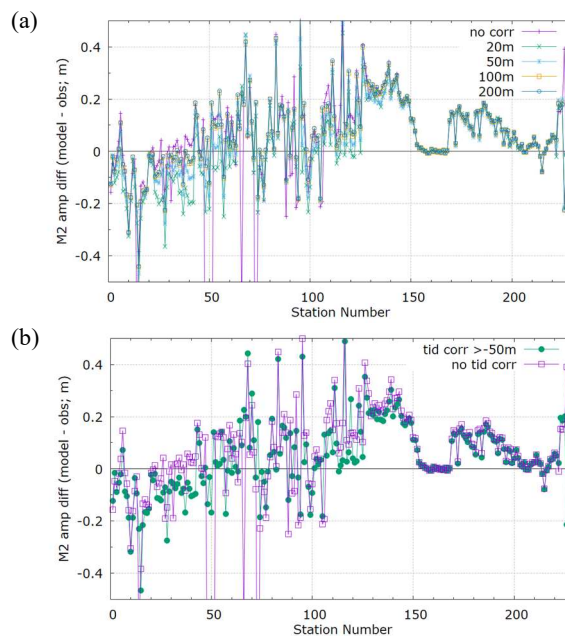 (a)
M2 amp diff (model - obs; m)
0.4
0.2
0
-0.2
-0.4
no corr
20m
50m
100m
200m
0 50 100 150 200
Station Number
(b)
M2 amp diff (model - obs; m)
0.4
0.2
0
-0.2
-0.4
tid corr >-50m
no tid corr
0 50 100 150 200
Station Number